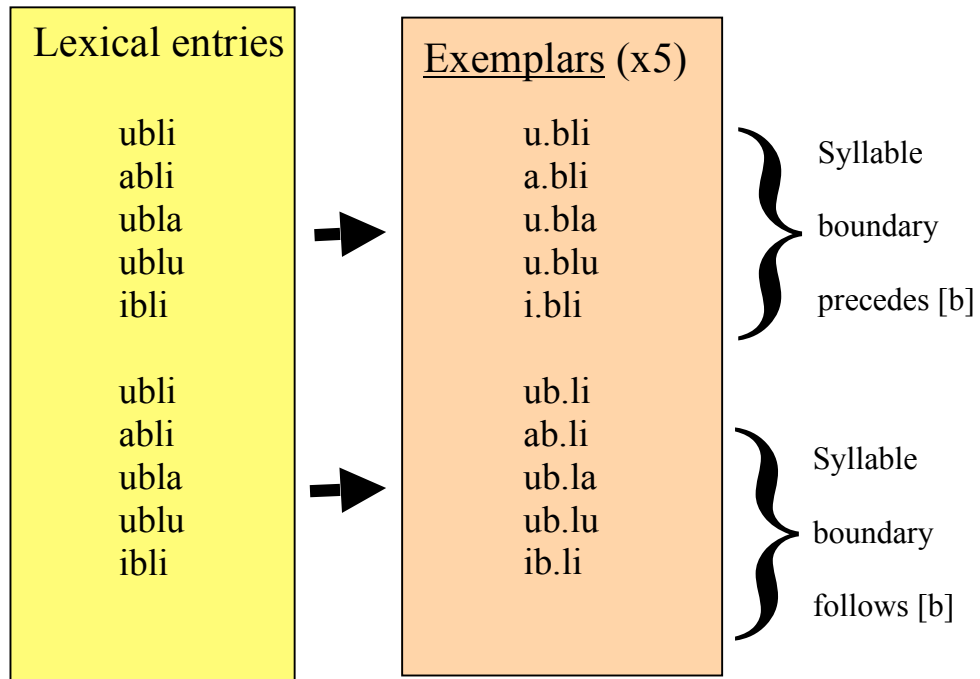 Lexical entries
ubli
abli
ubla
ublu
ibli
ubli
abli
ubla
ublu
ibli
Exemplars (x5)
u.bli
a.bli
u.bla
u.blu
i.bli
ub.li
ab.li
ub.la
ub.lu
ib.li
Syllable
boundary
precedes [b]
Syllable
boundary
follows [b]